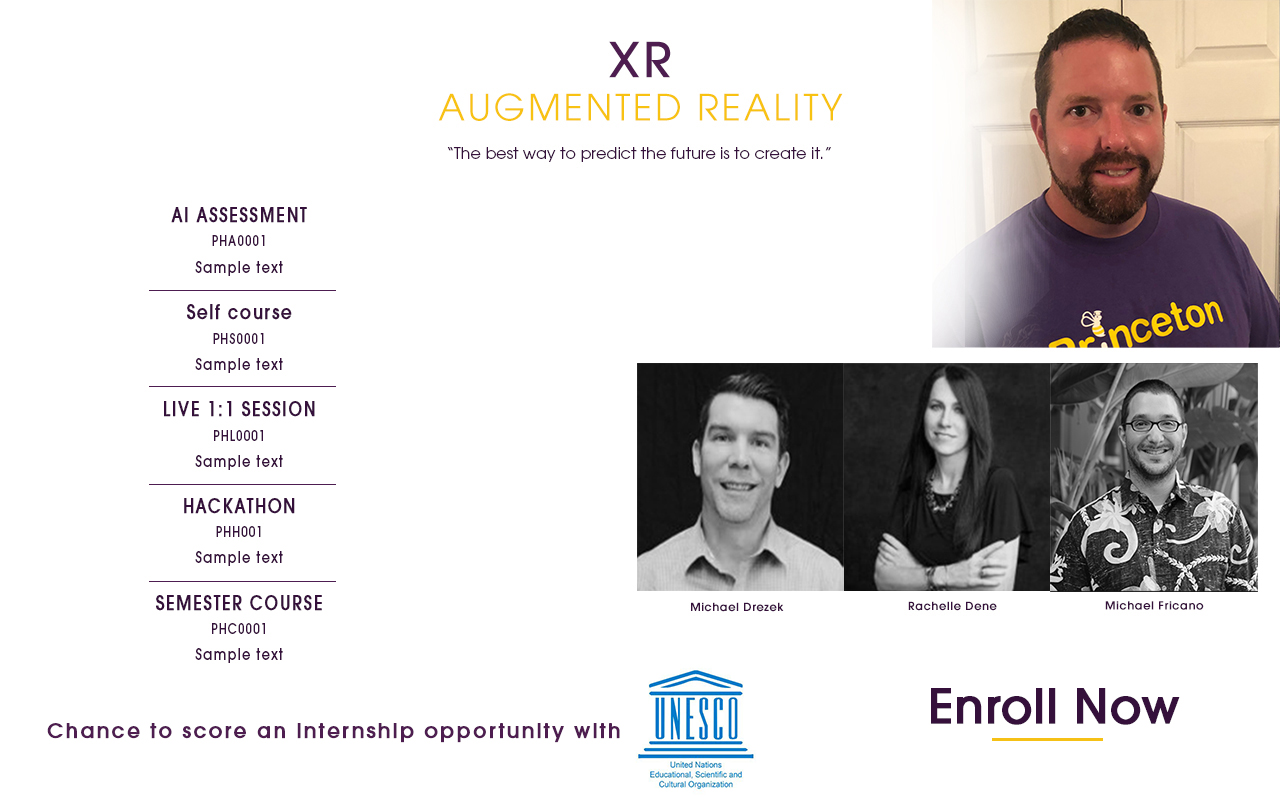 XR
AUGMENTED REALITY
“The best way to predict the future is to create it.”
AI ASSESSMENT
PHA0001
Sample text
Self course
PHS0001
Sample text
LIVE 1:1 SESSION
PHL0001
Sample text
HACKATHON
PHH001
Sample text
SEMESTER COURSE
PHC0001
Sample text
Princeton
Michael Drezek
Rachelle Dene
Michael Fricano
Chance to score an internship opportunity with
UNESCO
United Nations
Educational, Scientific and
Cultural Organization
Enroll Now